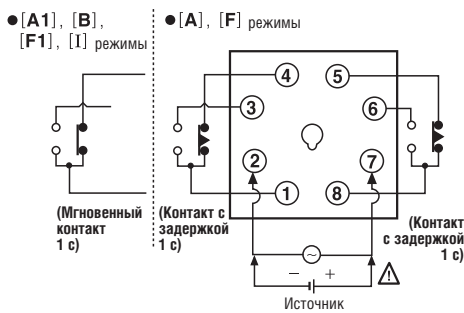 ●[A1], [B],
[F1], [I] режимы
●[A], [F] режимы
4
5
3
6
2
7
1
8
(Мгновенный
контакт
1 с)
(Контакт с
задержкой
1 с)
(Контакт
с задержкой
1 с)
~
− +
!
Источник